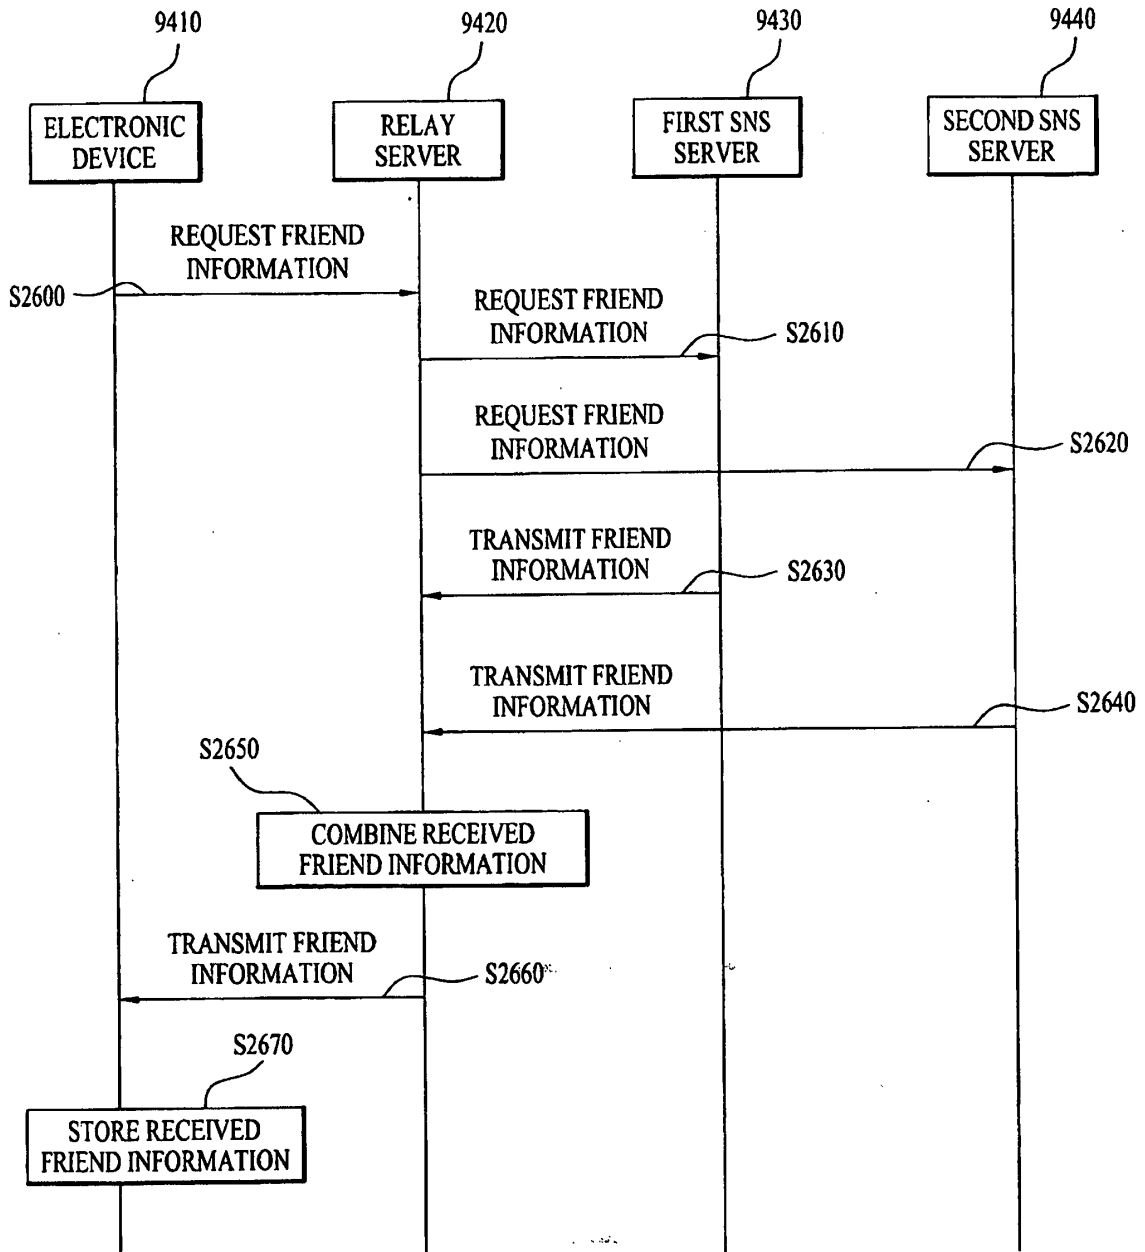 9410
9420
9430
9440
ELECTRONIC
DEVICE
RELAY
SERVER
FIRST SNS
SERVER
SECOND SNS
SERVER
REQUEST FRIEND
INFORMATION
S2600
REQUEST FRIEND
INFORMATION
S2610
REQUEST FRIEND
INFORMATION
S2620
TRANSMIT FRIEND
INFORMATION
S2630
TRANSMIT FRIEND
INFORMATION
S2640
S2650
COMBINE RECEIVED
FRIEND INFORMATION
TRANSMIT FRIEND
INFORMATION
S2660
S2670
STORE RECEIVED
FRIEND INFORMATION